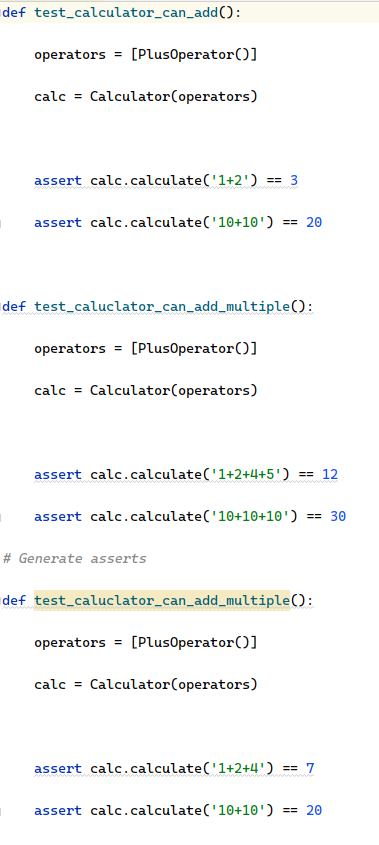 def test_calculator_can_add():
operators = [PlusOperator()]
calc = Calculator(operators)
assert calc.calculate('1+2') == 3
assert calc.calculate('10+10') == 20
def test_caluclator_can_add_multiple():
operators = [PlusOperator()]
calc = Calculator(operators)
assert calc.calculate('1+2+4+5') == 12
assert calc.calculate('10+10+10') == 30
# Generate asserts
def test_caluclator_can_add_multiple():
operators = [PlusOperator()]
calc = Calculator(operators)
assert calc.calculate('1+2+4') == 7
assert calc.calculate('10+10') == 20